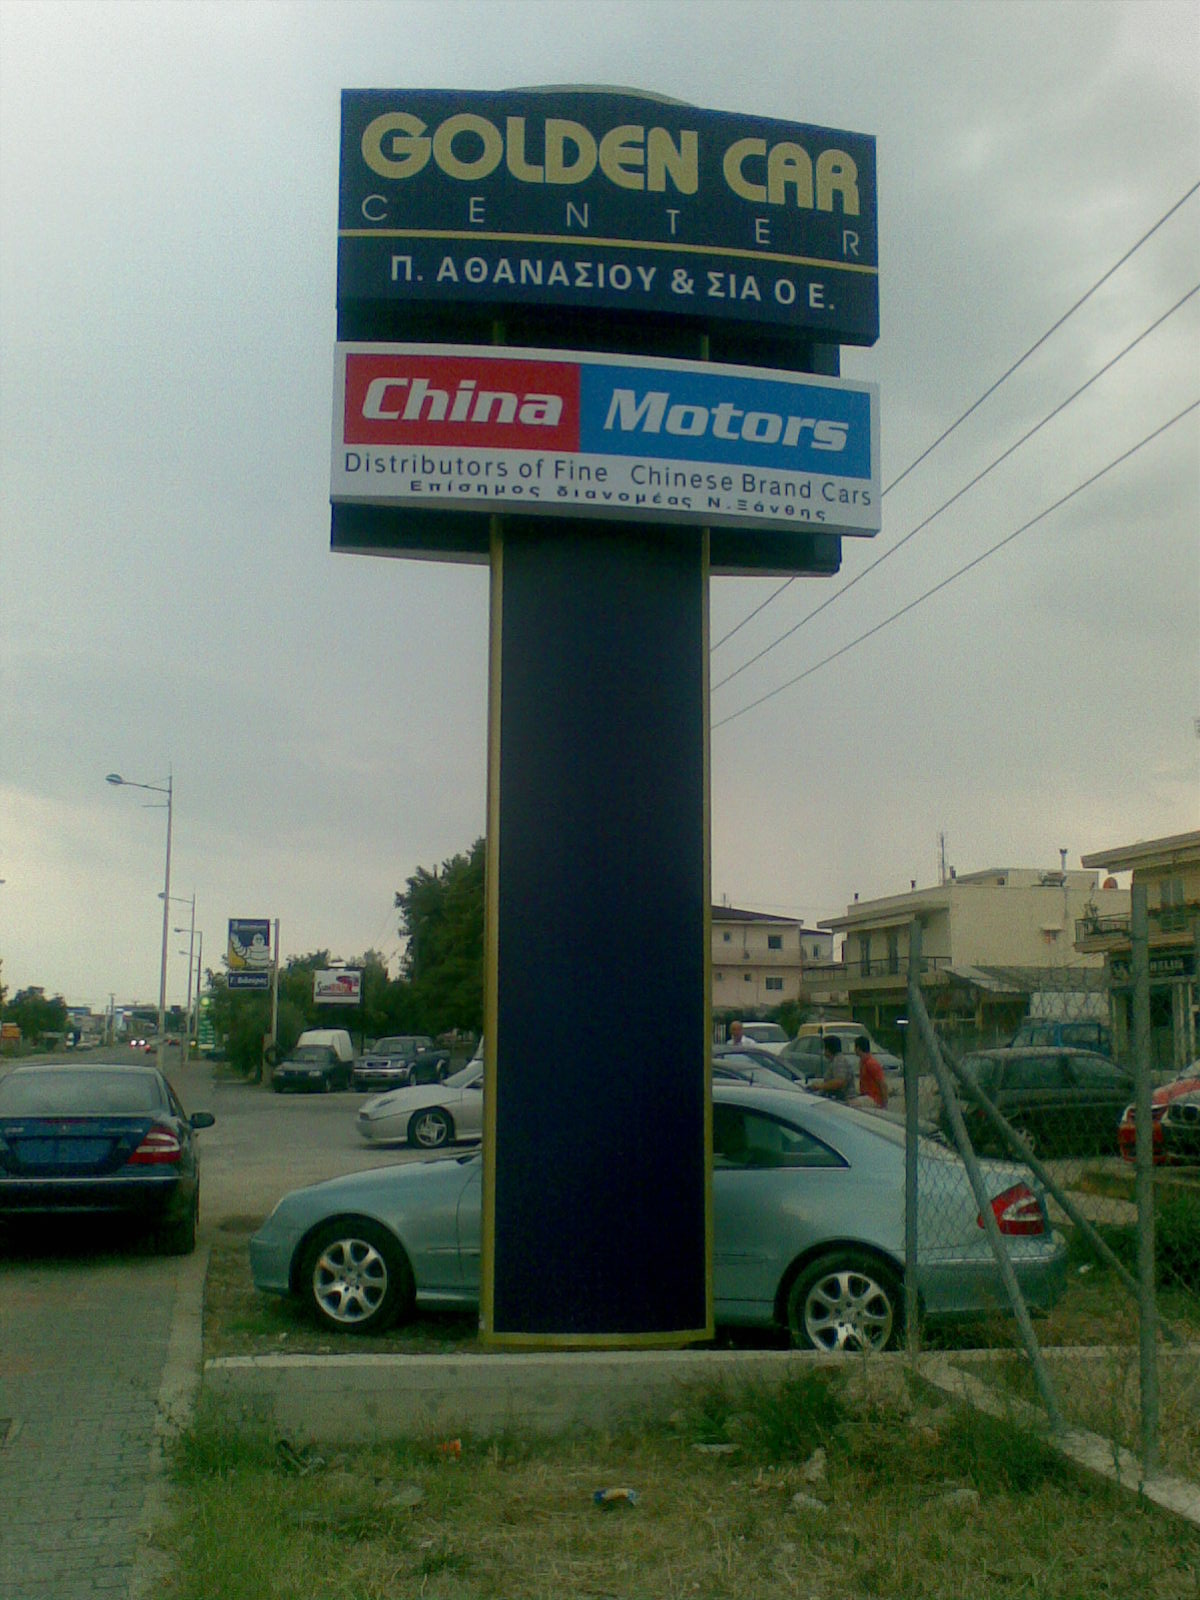 GOLDEN CAR
CENTER
Π. ΑΘΑΝΑΣΙΟΥ & ΣΙΑ Ο Ε.
China Motors
Distributors of Fine Chinese Brand Cars
Επίσημος διανομέας Ν.Ξάνθης